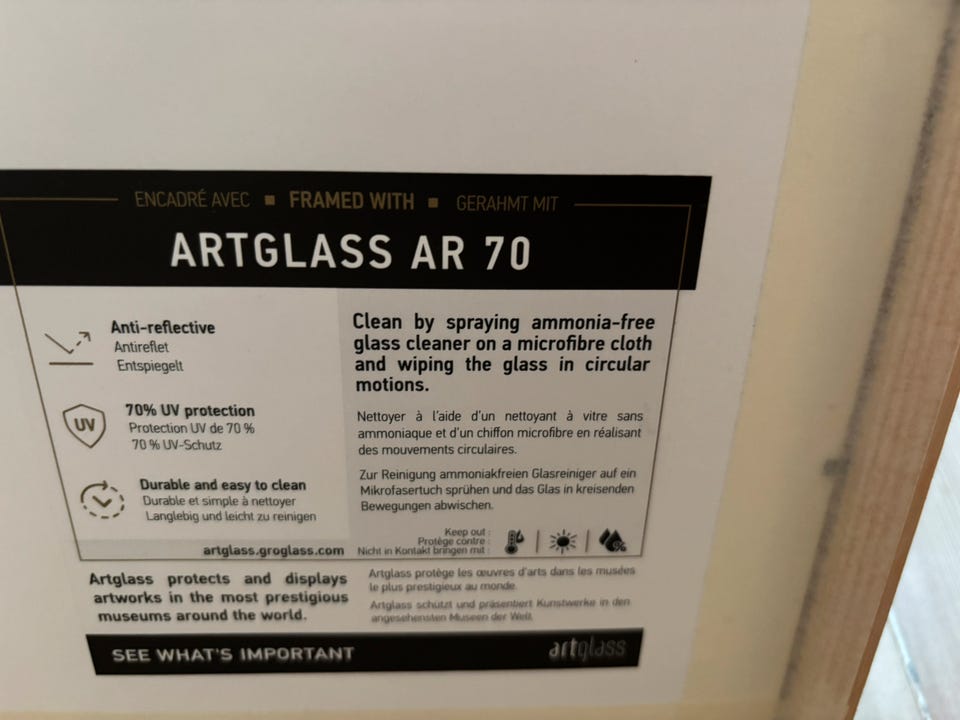 ENCADRÉ AVEC ▪ FRAMED WITH ▪ GERAHMT MIT
ARTGLASS AR 70
Anti-reflective
Antireflet
Entspiegelt
UV
70% UV protection
Protection UV de 70 %
70 % UV-Schutz
Durable and easy to clean
Durable et simple à nettoyer
Langlebig und leicht zu reinigen
artglass.groglass.com
Clean by spraying ammonia-free
glass cleaner on a microfibre cloth
and wiping the glass in circular
motions.
Nettoyer à l'aide d'un nettoyant à vitre sans
ammoniaque et d'un chiffon microfibre en réalisant
des mouvements circulaires.
Zur Reinigung ammoniakfreien Glasreiniger auf ein
Mikrofasertuch sprühen und das Glas in kreisenden
Bewegungen abwischen.
Keep out :
Protège contre :
Nicht in Kontakt bringen mit :
%
Artglass protects and displays
artworks in the most prestigious
museums around the world.
Artglass protège les œuvres d'arts dans les musées
le plus prestigieux au monde.
Artglass schützt und präsentiert Kunstwerke in den
angesehensten Museen der Welt.
SEE WHAT'S IMPORTANT
artglass